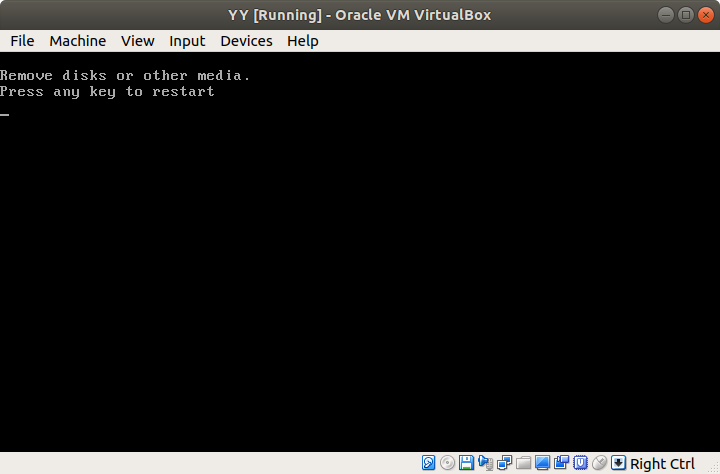 YY [Running] - Oracle VM VirtualBox
File Machine View Input Devices Help
Remove disks or other media.
Press any key to restart
Right Ctrl